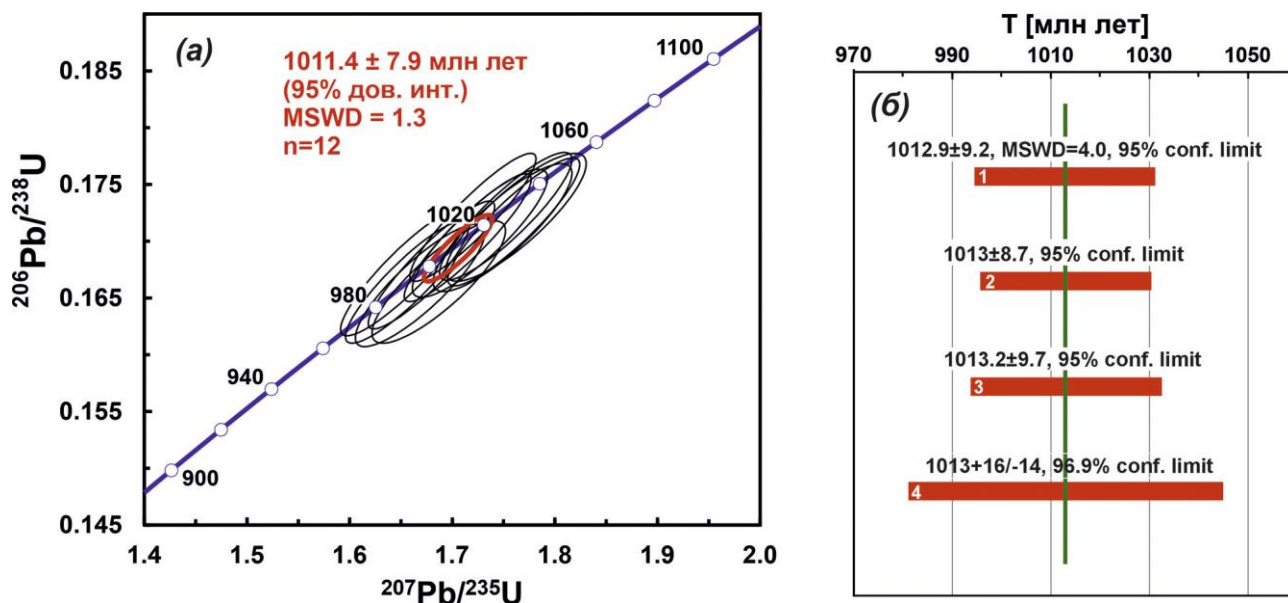 (а)
1011.4 ± 7.9 млн лет
(95% дов. инт.)
MSWD = 1.3
n=12
1100
1060
1020
980
940
900
0.185
0.175
0.165
0.155
0.145
²⁰⁶Pb/²³⁸U
1.4 1.5 1.6 1.7 1.8 1.9 2.0
²⁰⁷Pb/²³⁵U
T [млн лет]
970 995 1013 1030 1050
(б)
1012.9±9.2, MSWD=4.0, 95% conf. limit
1
1013±8.7, 95% conf. limit
2
1013.2±9.7, 95% conf. limit
3
1013+16/-14, 96.9% conf. limit
4